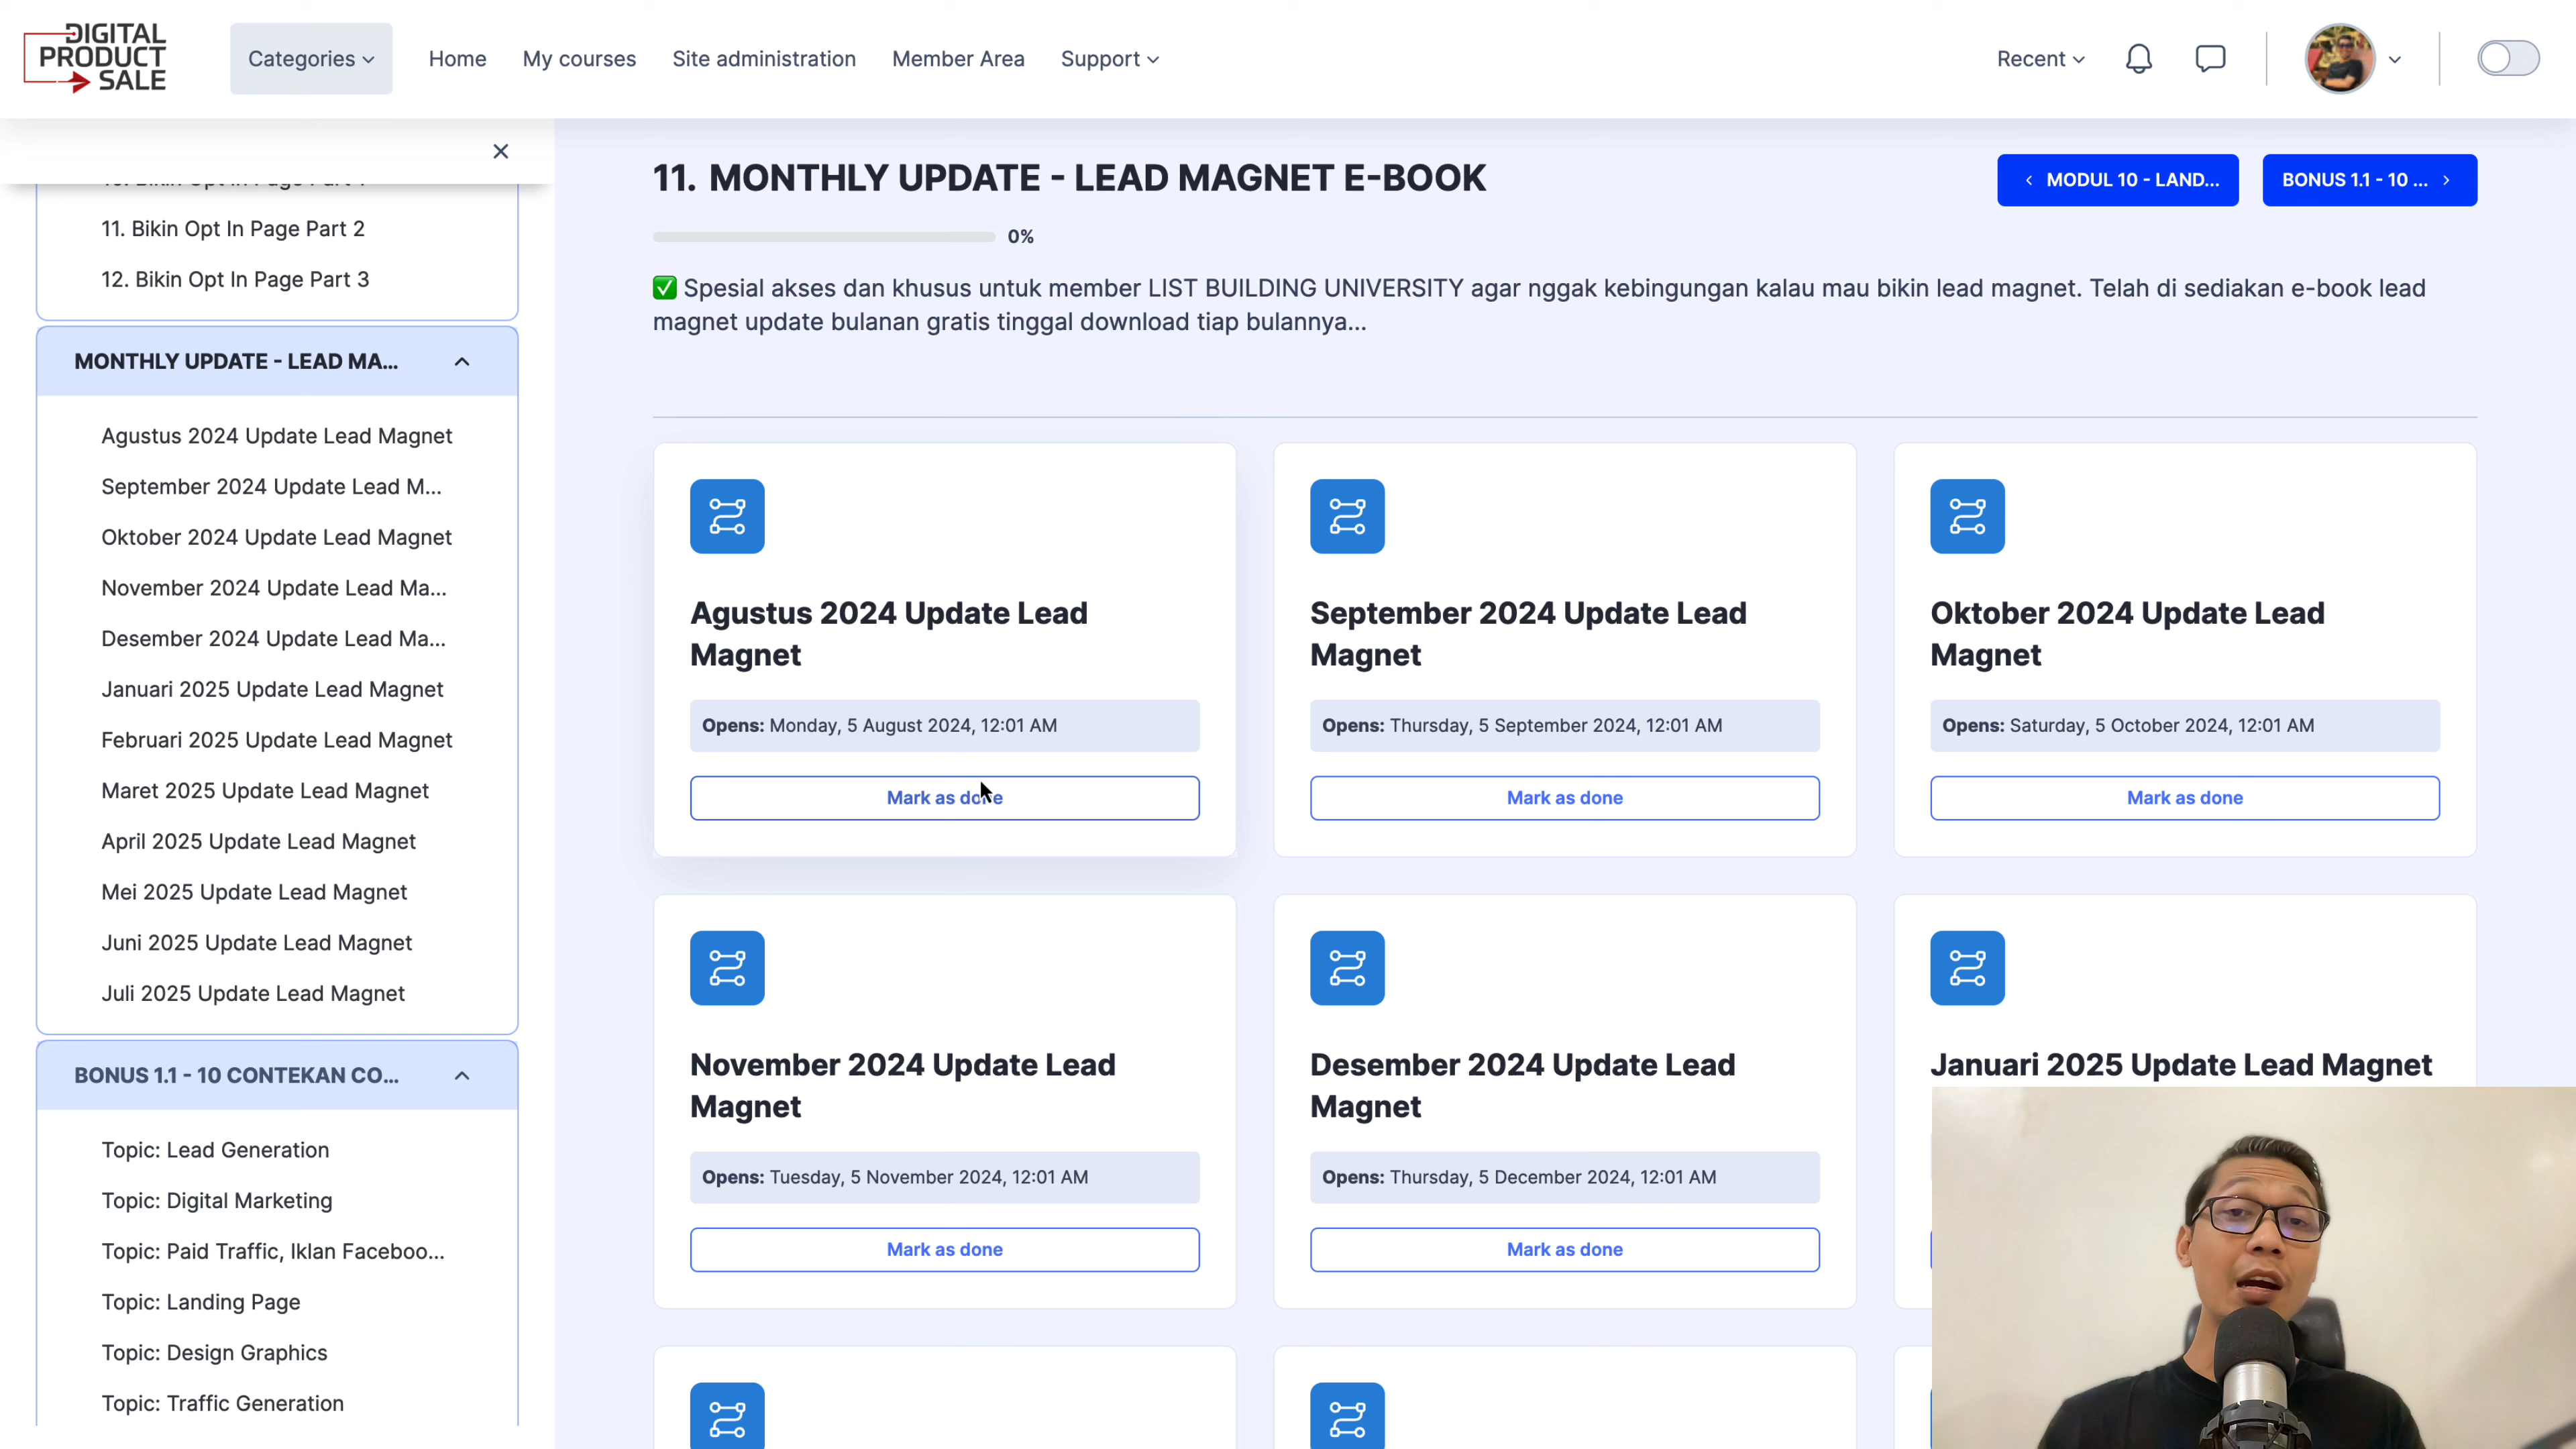 DIGITAL
PRODUCT
SALE
Categories
Home
My courses
Site administration
Member Area
Support
Recent
11. Bikin Opt In Page Part 2
12. Bikin Opt In Page Part 3
MONTHLY UPDATE - LEAD MA...
Agustus 2024 Update Lead Magnet
September 2024 Update Lead M...
Oktober 2024 Update Lead Magnet
November 2024 Update Lead Ma...
Desember 2024 Update Lead Ma...
Januari 2025 Update Lead Magnet
Februari 2025 Update Lead Magnet
Maret 2025 Update Lead Magnet
April 2025 Update Lead Magnet
Mei 2025 Update Lead Magnet
Juni 2025 Update Lead Magnet
Juli 2025 Update Lead Magnet
BONUS 1.1 - 10 CONTEKAN CO...
Topic: Lead Generation
Topic: Digital Marketing
Topic: Paid Traffic, Iklan Faceboo...
Topic: Landing Page
Topic: Design Graphics
Topic: Traffic Generation
11. MONTHLY UPDATE - LEAD MAGNET E-BOOK
MODUL 10 - LAND...
BONUS 1.1 - 10 ...
0%
✅ Spesial akses dan khusus untuk member LIST BUILDING UNIVERSITY agar nggak kebingungan kalau mau bikin lead magnet. Telah di sediakan e-book lead
magnet update bulanan gratis tinggal download tiap bulannya...
Agustus 2024 Update Lead
Magnet
Opens: Monday, 5 August 2024, 12:01 AM
Mark as done
September 2024 Update Lead
Magnet
Opens: Thursday, 5 September 2024, 12:01 AM
Mark as done
Oktober 2024 Update Lead
Magnet
Opens: Saturday, 5 October 2024, 12:01 AM
Mark as done
November 2024 Update Lead
Magnet
Opens: Tuesday, 5 November 2024, 12:01 AM
Mark as done
Desember 2024 Update Lead
Magnet
Opens: Thursday, 5 December 2024, 12:01 AM
Mark as done
Januari 2025 Update Lead Magnet